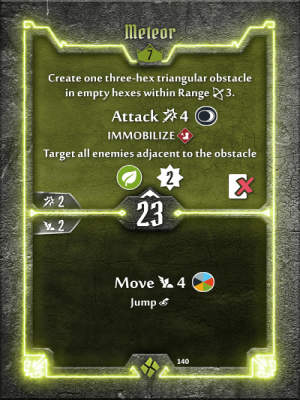 Meteor
7
Create one three-hex triangular obstacle
in empty hexes within Range 3.
Attack 4
IMMOBILIZE
Target all enemies adjacent to the obstacle
2
2
23
2
Move 4
Jump
140